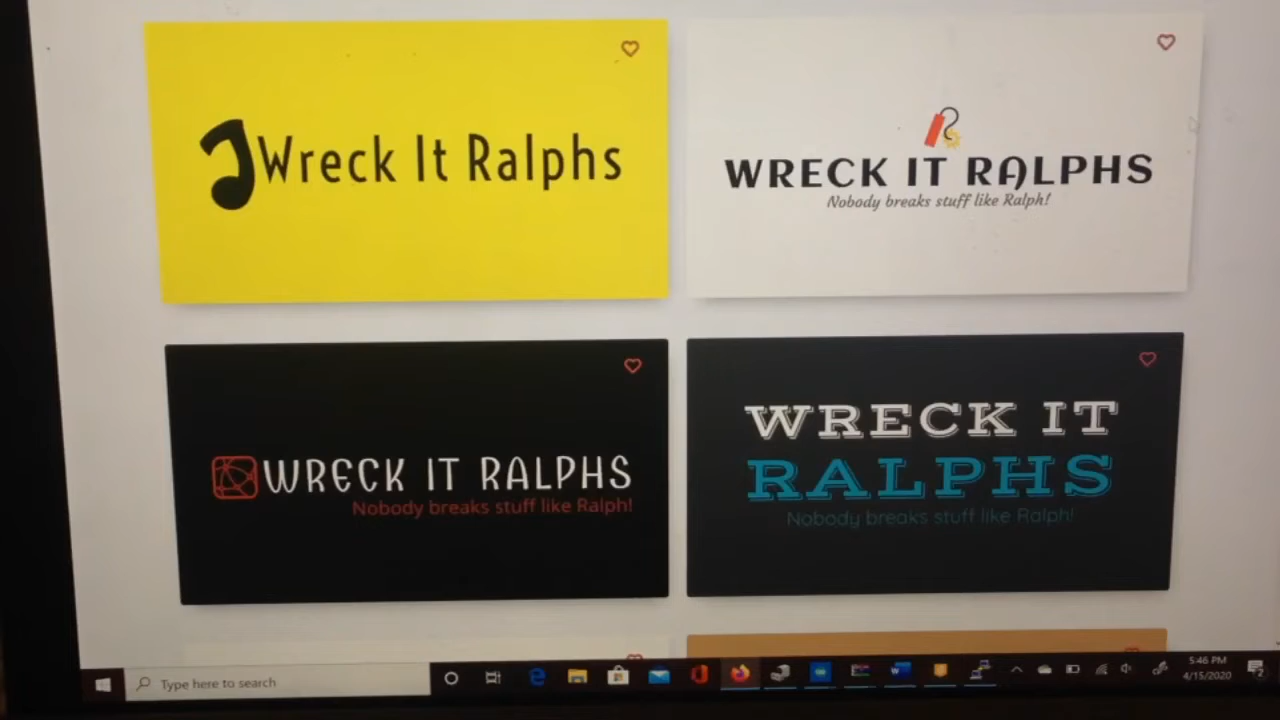 Wreck It Ralphs
WRECK IT RALPHS
Nobody breaks stuff like Ralph!
WRECK IT RALPHS
Nobody breaks stuff like Ralph!
WRECK IT
RALPHS
Nobody breaks stuff like Ralph!
Type here to search
5:46 PM
4/15/2020